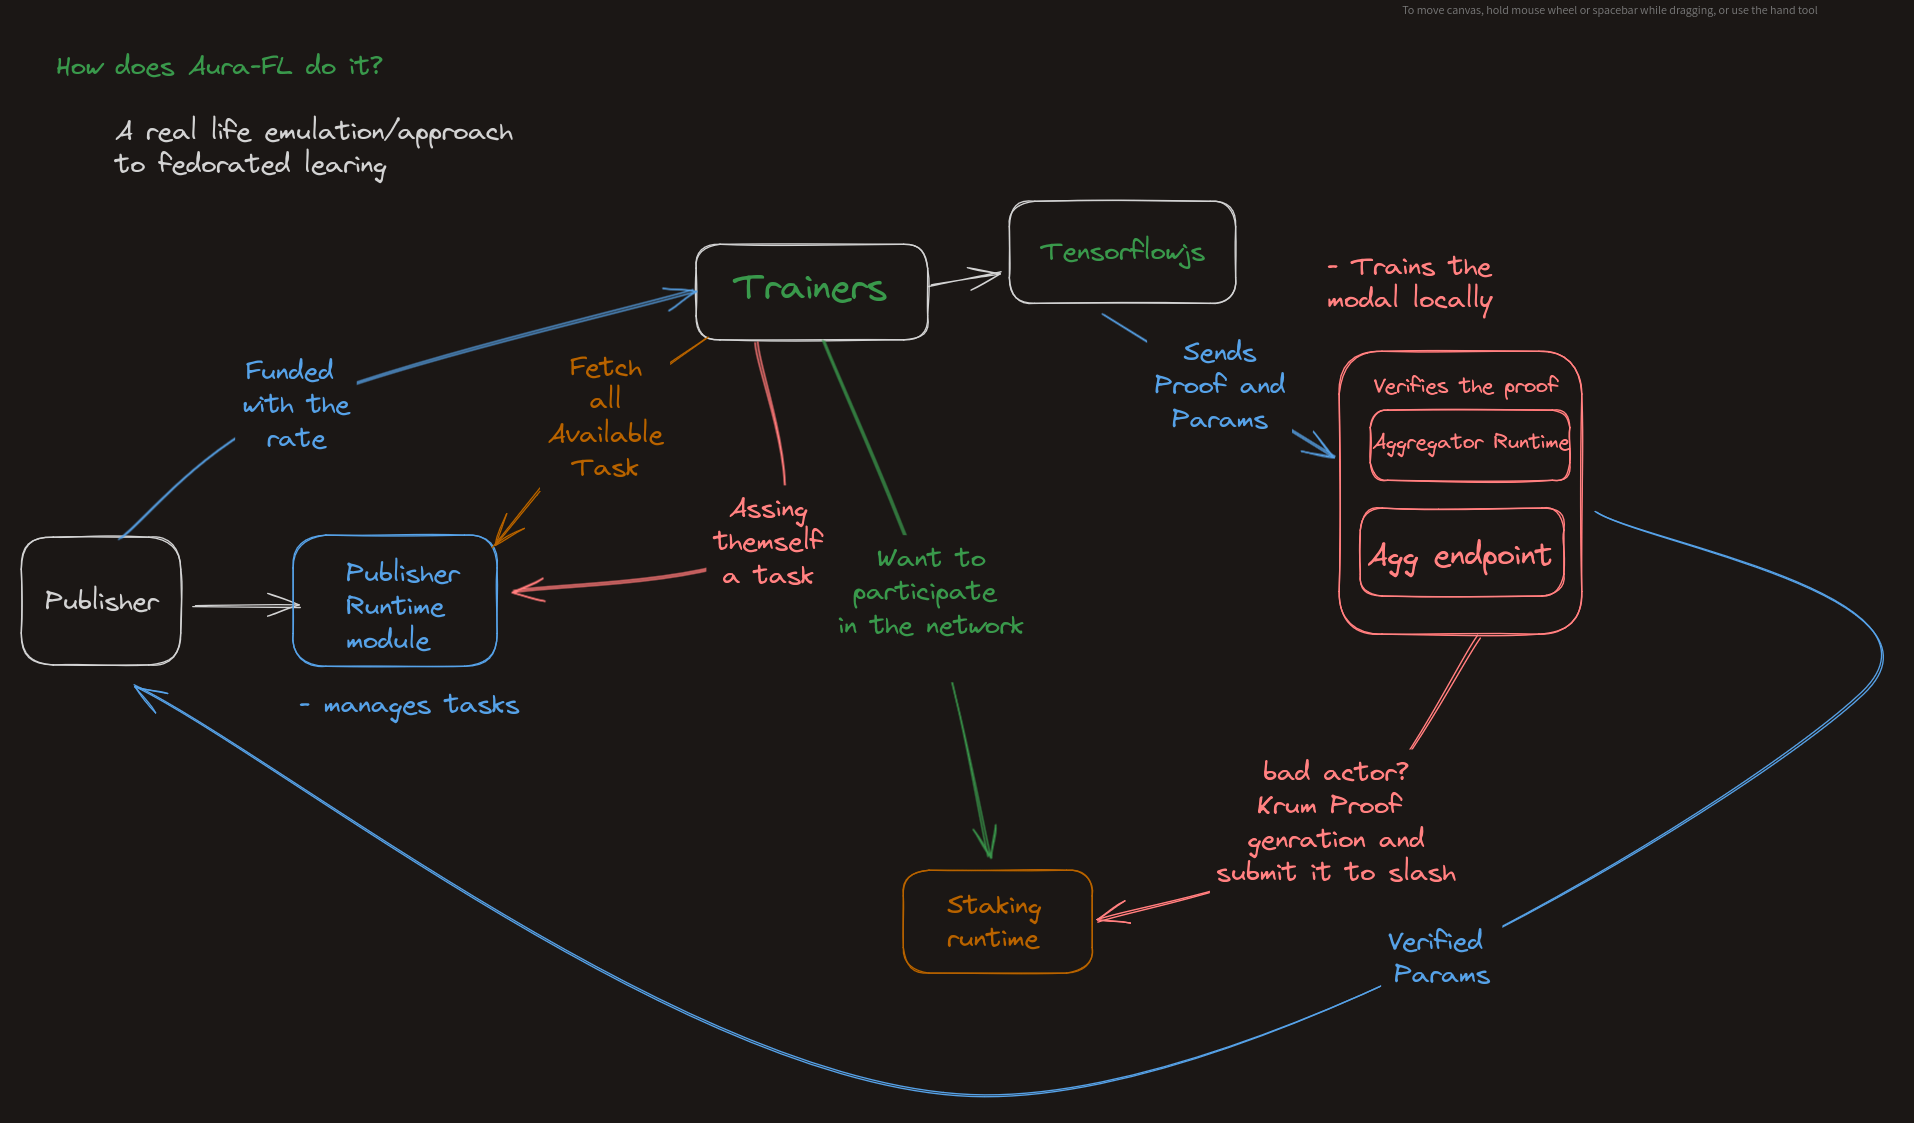 To move canvas, hold mouse wheel or spacebar while dragging, or use the hand tool
How does Aura-FL do it?
A real life emulation/approach
to fedorated learing
Trainers
Tensorflowjs
- Trains the
modal locally
Funded
with the
rate
Fetch
all
Available
Task
Sends
Proof and
Params
Verifies the proof
Aggregator Runtime
Agg endpoint
Assing
themself
a task
Want to
participate
in the network
Publisher
Publisher
Runtime
module
- manages tasks
bad actor?
Krum Proof
genration and
submit it to slash
Staking
runtime
Verified
Params